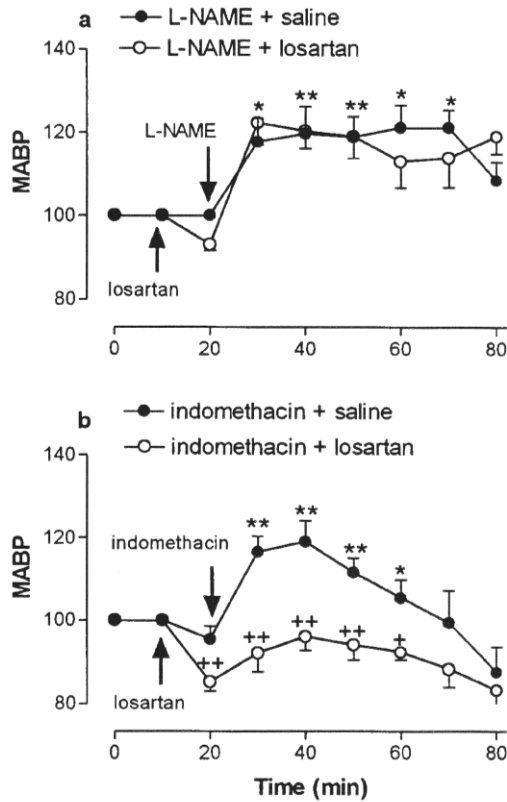 a
L-NAME + saline
L-NAME + losartan
140
120
100
80
MABP
L-NAME
losartan
* ** ** * *
0 20 40 60 80
b
indomethacin + saline
indomethacin + losartan
140
120
100
80
MABP
indomethacin
losartan
** ** ** *
++ ++ ++ ++ +
0 20 40 60 80
Time (min)